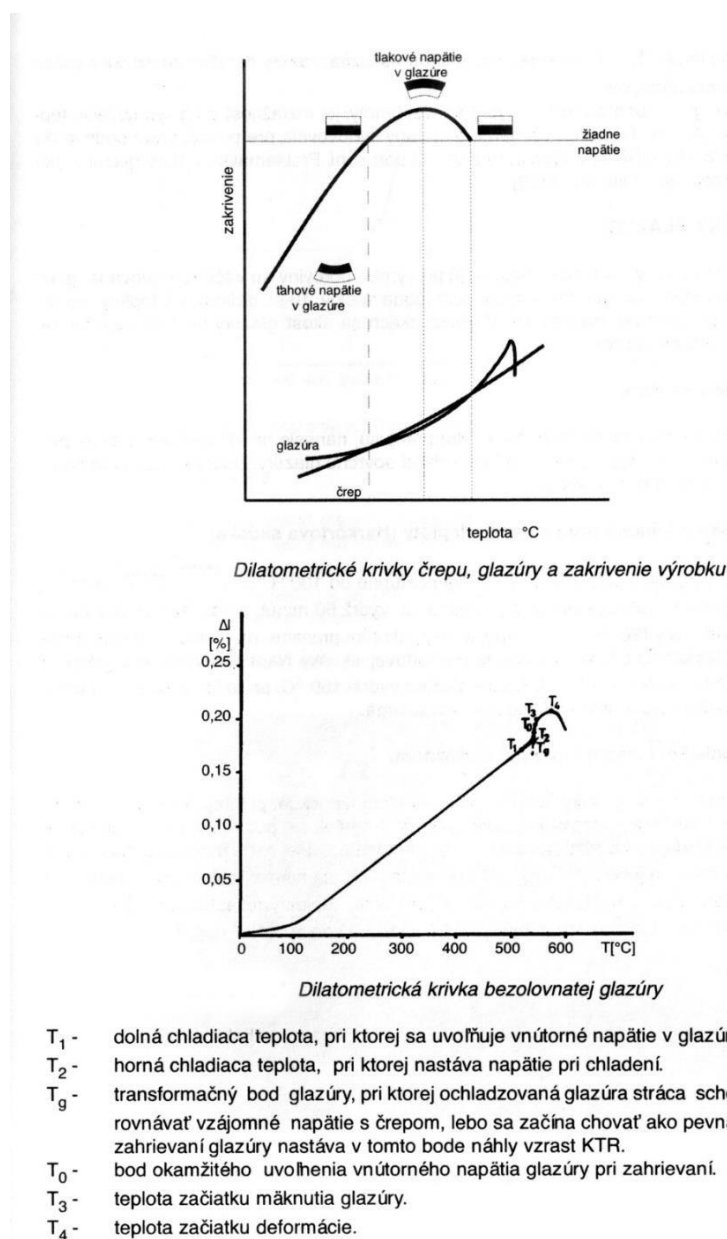 tlakové napätie
v glazúre
žiadne
napätie
zakrivenie
ťahové napätie
v glazúre
glazúra
črep
teplota °C
Dilatometrické krivky črepu, glazúry a zakrivenie výrobku
Δl
[%]
0,25
0,20
0,15
0,10
0,05
T₃
T₄
T₀
T₂
T₁
Tg
0 100 200 300 400 500 600 T[°C]
Dilatometrická krivka bezolovnatej glazúry
T₁ - dolná chladiaca teplota, pri ktorej sa uvoľňuje vnútorné napätie v glazú
T₂ - horná chladiaca teplota, pri ktorej nastáva napätie pri chladení.
Tg - transformačný bod glazúry, pri ktorej ochladzovaná glazúra stráca sch
rovnávať vzájomné napätie s črepom, lebo sa začína chovať ako pevn
zahrievaní glazúry nastáva v tomto bode náhly vzrast KTR.
T₀ - bod okamžitého uvoľnenia vnútorného napätia glazúry pri zahrievaní.
T₃ - teplota začiatku mäknutia glazúry.
T₄ - teplota začiatku deformácie.